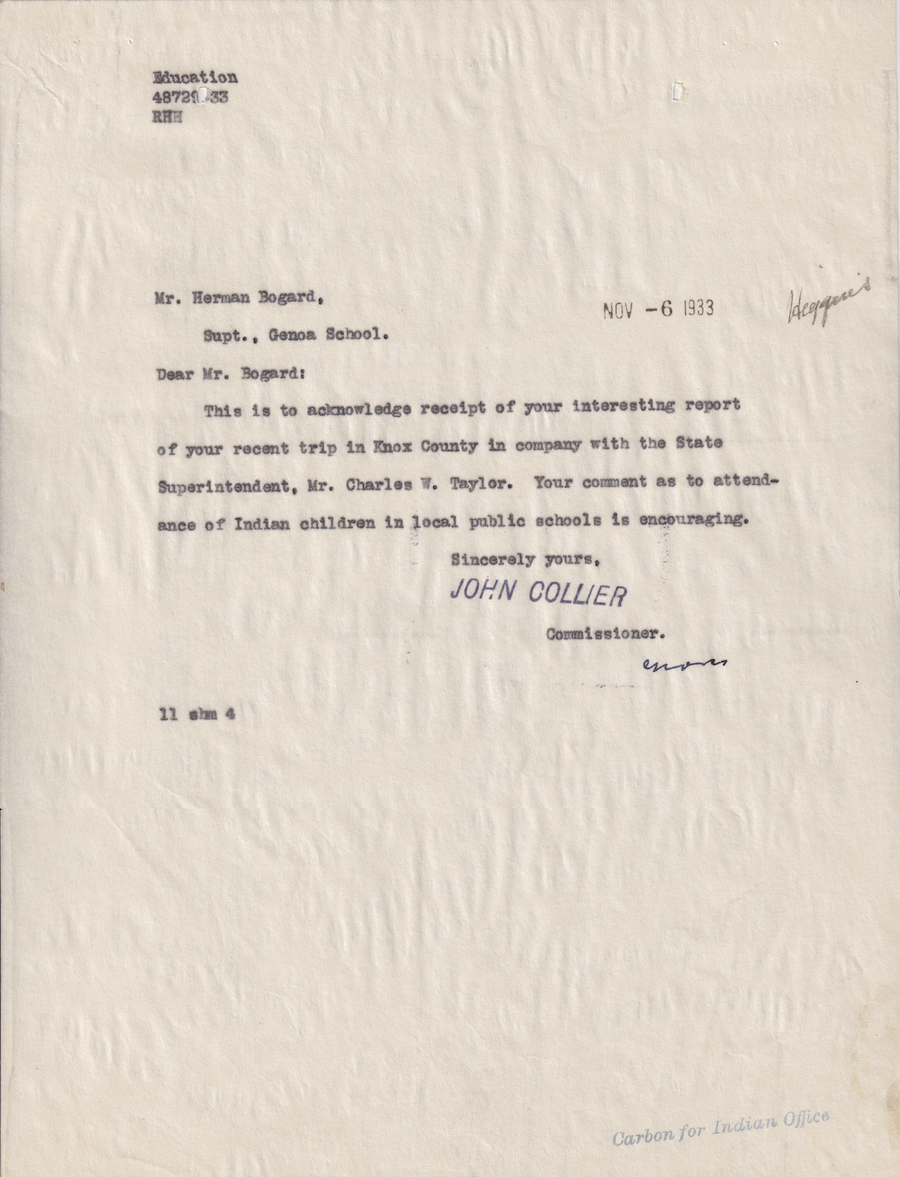 Education
48729-33
RHH
Mr. Herman Bogard,
NOV -6 1933
Supt., Genoa School.
Dear Mr. Bogard:
This is to acknowledge receipt of your interesting report
of your recent trip in Knox County in company with the State
Superintendent, Mr. Charles W. Taylor. Your comment as to attend-
ance of Indian children in local public schools is encouraging.
Sincerely yours,
JOHN COLLIER
Commissioner.
11 shm 4
Carbon for Indian Office